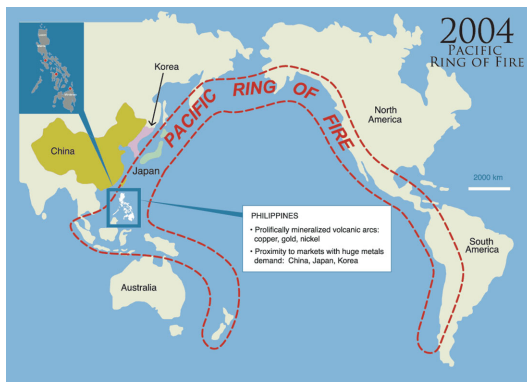 2004
PACIFIC
RING OF FIRE
Korea
PACIFIC RING OF FIRE
North
America
China
Japan
2000 km
PHILIPPINES
• Prolifically mineralized volcanic arcs:
copper, gold, nickel
• Proximity to markets with huge metals
demand: China, Japan, Korea
South
America
Australia